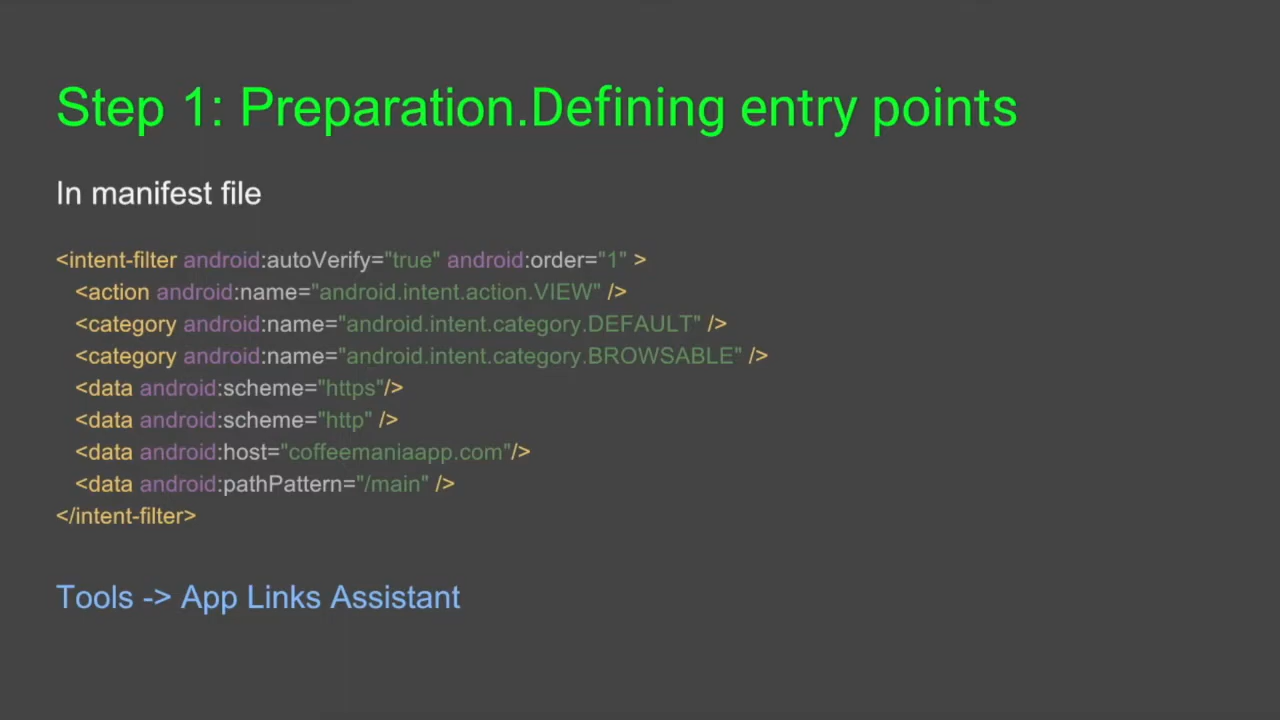 Step 1: Preparation.Defining entry points
In manifest file
<intent-filter android:autoVerify="true" android:order="1" >
<action android:name="android.intent.action.VIEW" />
<category android:name="android.intent.category.DEFAULT" />
<category android:name="android.intent.category.BROWSABLE" />
<data android:scheme="https"/>
<data android:scheme="http" />
<data android:host="coffeemaniaapp.com"/>
<data android:pathPattern="/main" />
</intent-filter>
Tools -> App Links Assistant